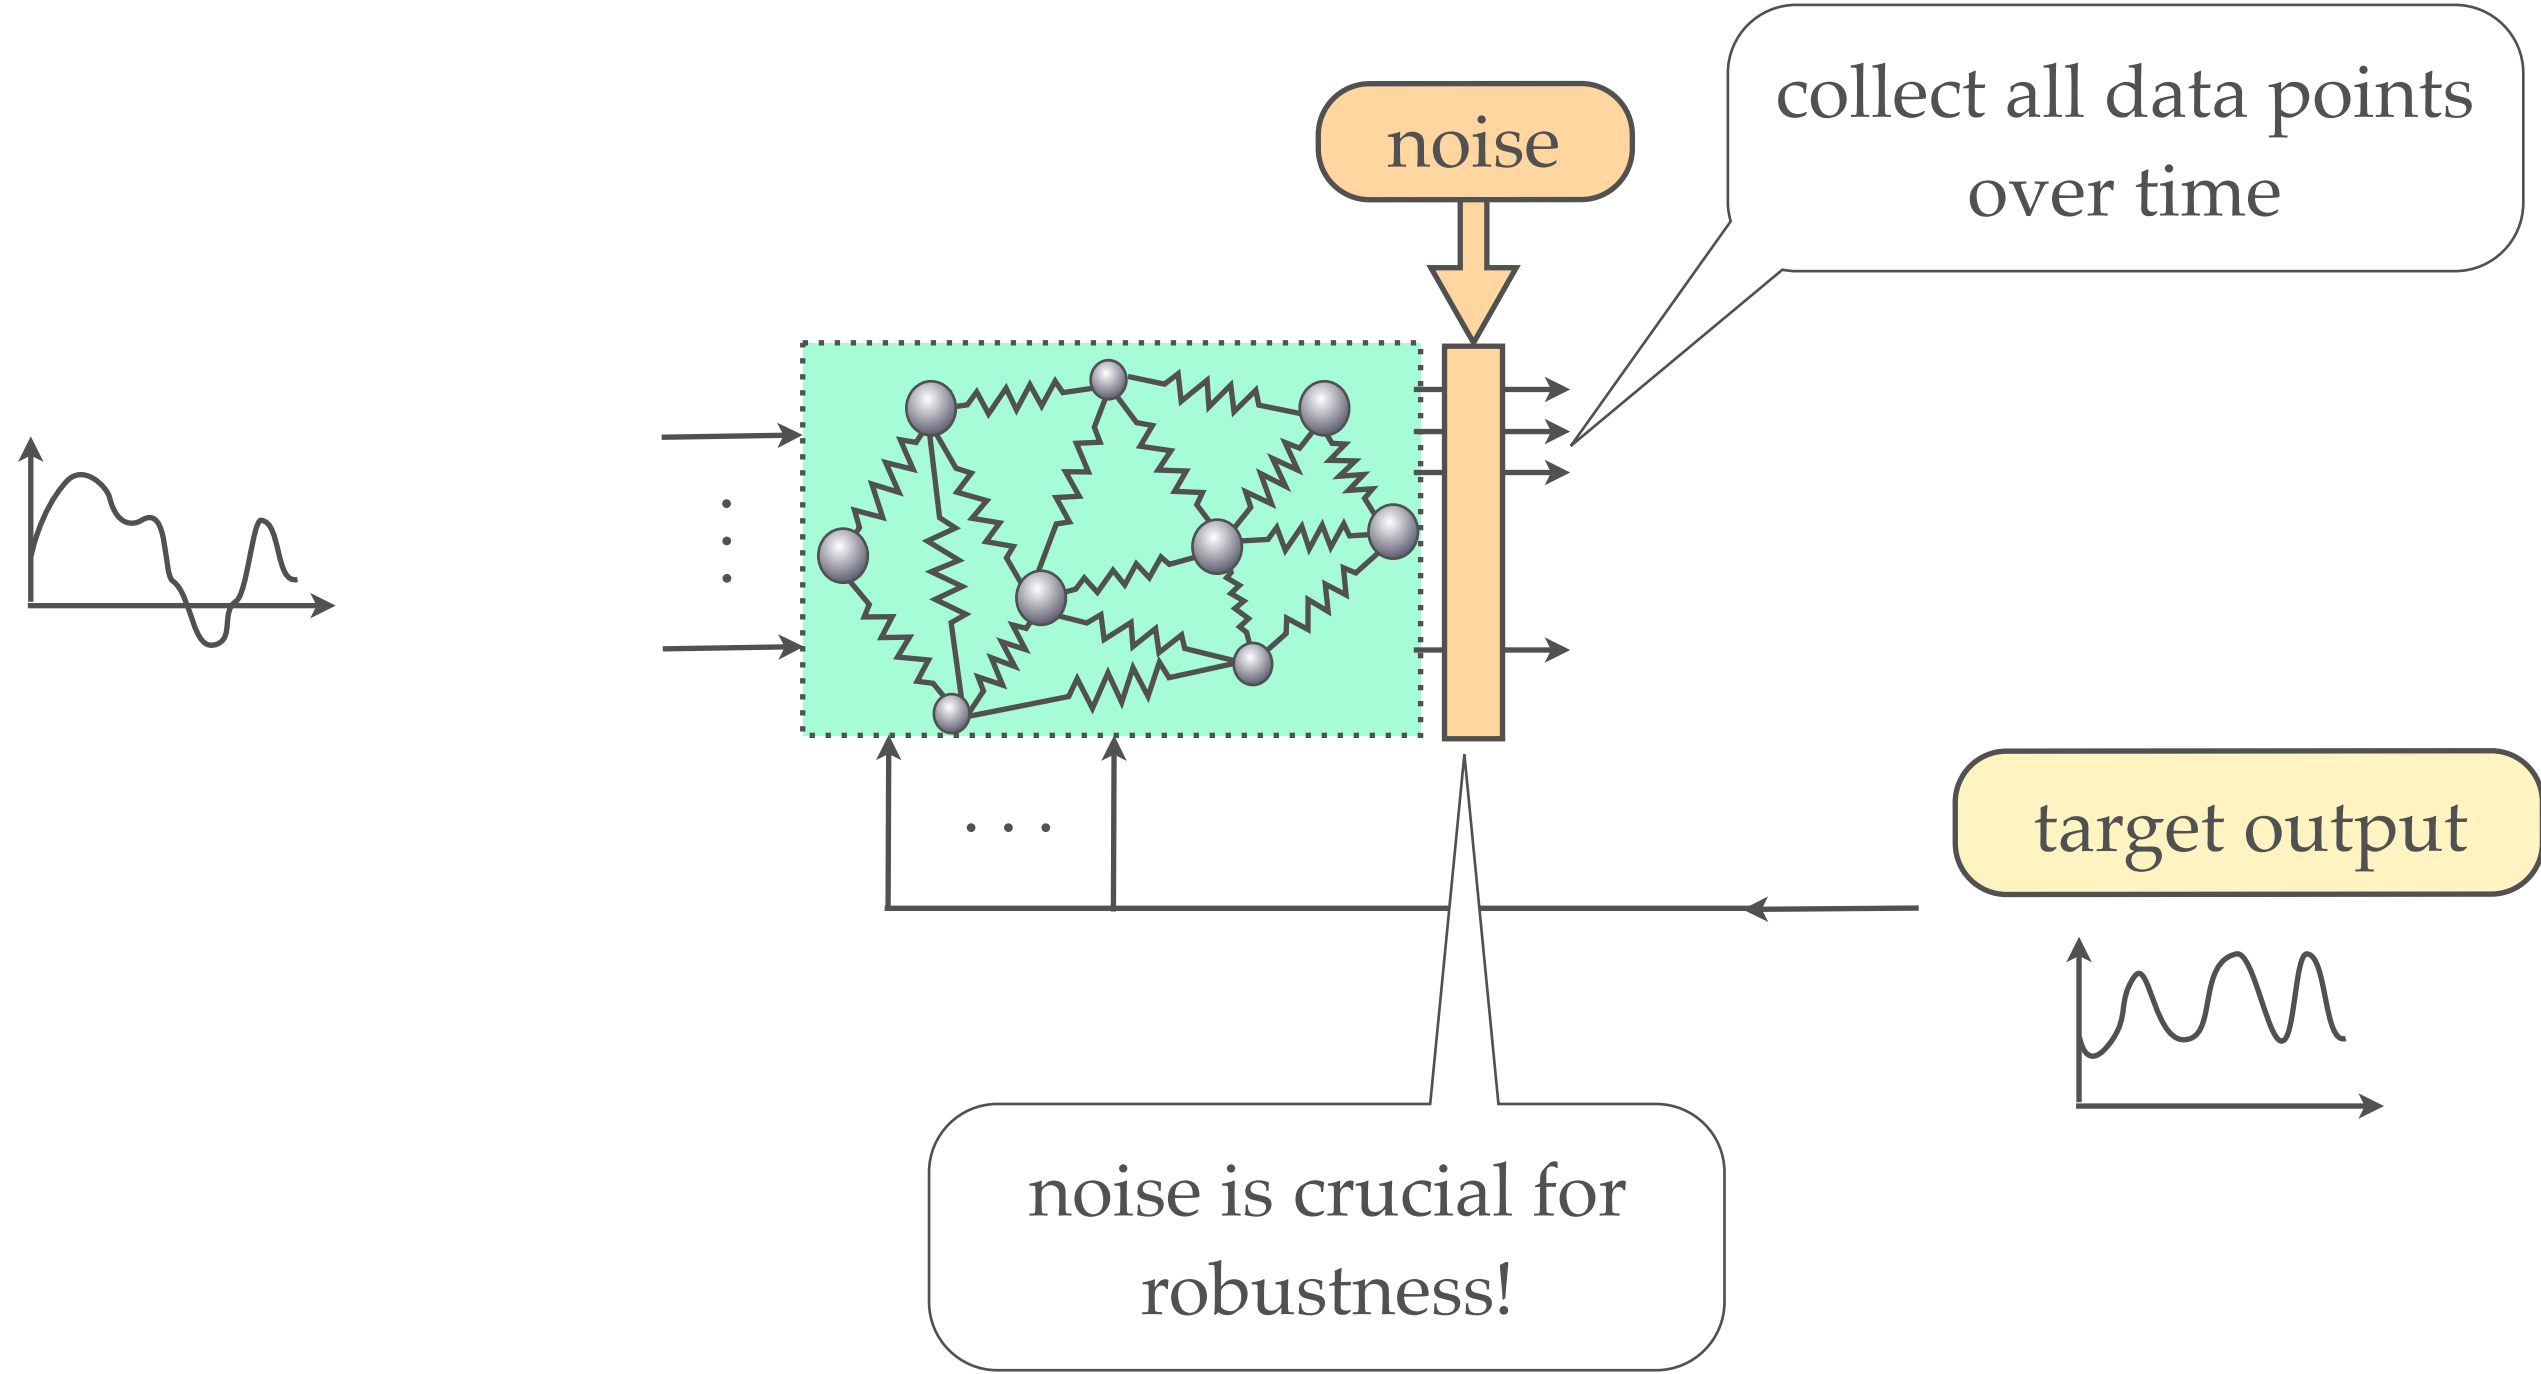 noise
collect all data points
over time
target output
noise is crucial for
robustness!